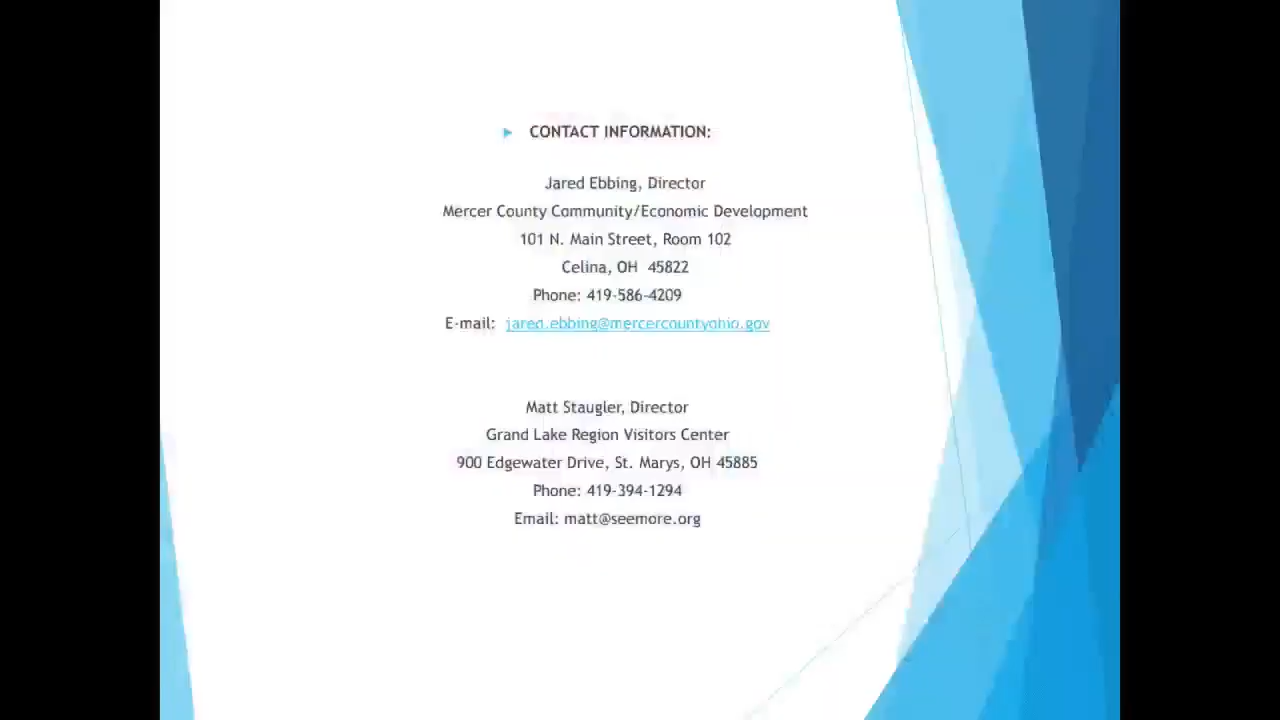 CONTACT INFORMATION:
Jared Ebbing, Director
Mercer County Community/Economic Development
101 N. Main Street, Room 102
Celina, OH 45822
Phone: 419-586-4209
E-mail: jared.ebbing@mercercountyohio.gov
Matt Staugler, Director
Grand Lake Region Visitors Center
900 Edgewater Drive, St. Marys, OH 45885
Phone: 419-394-1294
Email: matt@seemore.org